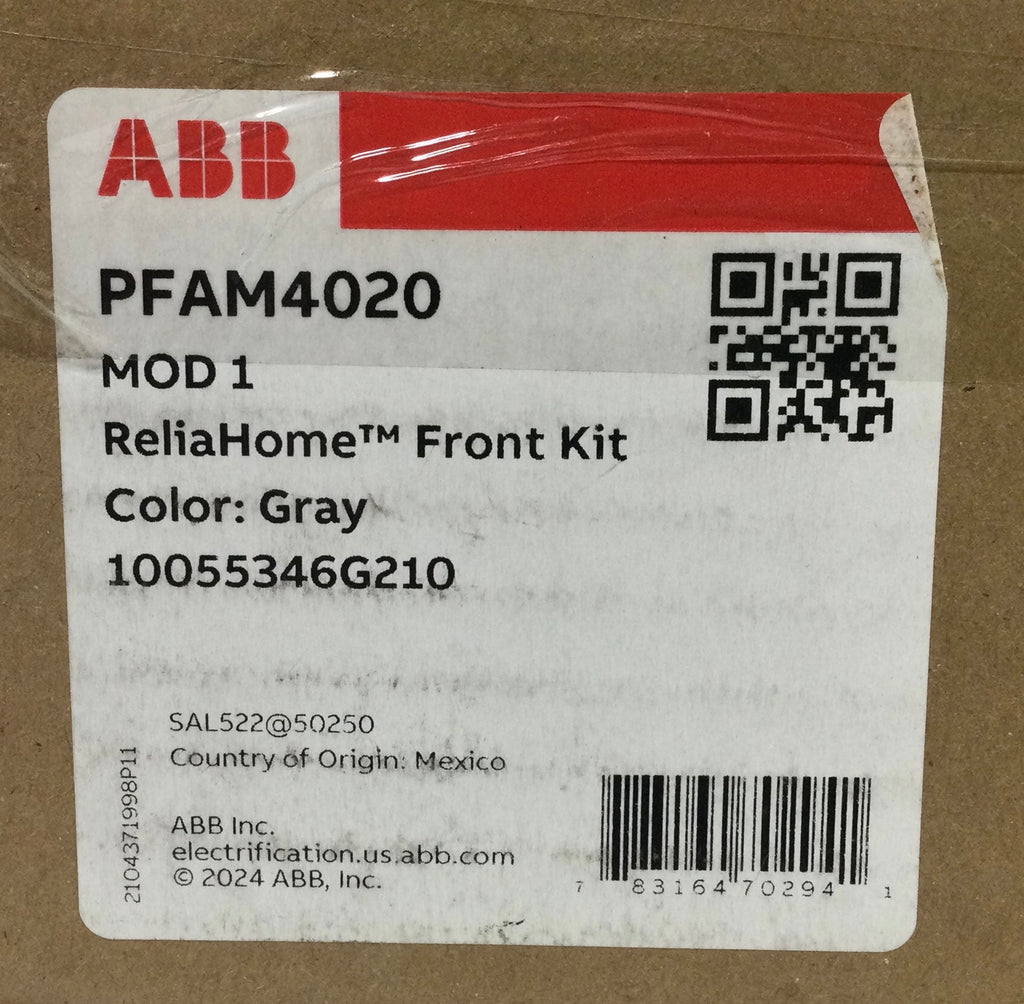 ABB
PFAM4020
MOD 1
ReliaHome™ Front Kit
Color: Gray
10055346G210
SAL522@50250
Country of Origin: Mexico
ABB Inc.
electrification.us.abb.com
© 2024 ABB, Inc.
2104371998P11
7 83164 70294 1